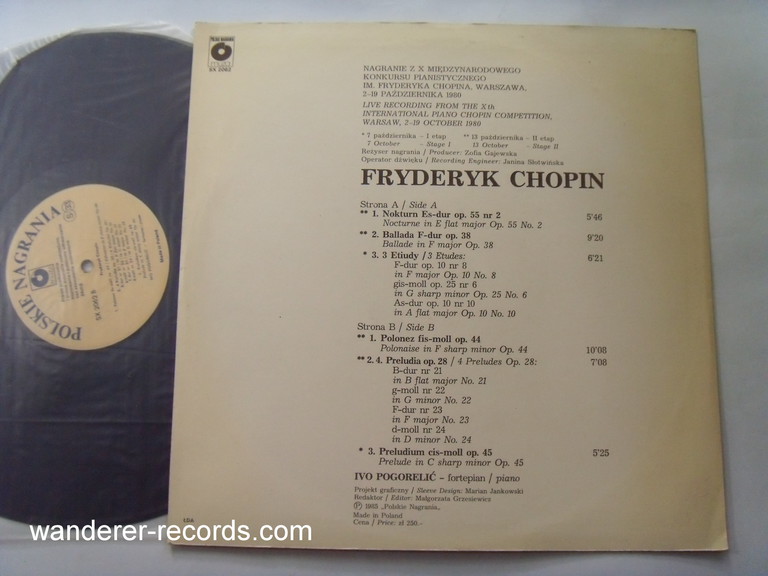 POLSKIE NAGRANIA
SX 2063
NAGRANIE Z X MIĘDZYNARODOWEGO
KONKURSU PIANISTYCZNEGO
IM. FRYDERYKA CHOPINA, WARSZAWA,
2-19 PAŹDZIERNIKA 1980
LIVE RECORDING FROM THE Xth
INTERNATIONAL PIANO CHOPIN COMPETITION,
WARSAW, 2-19 OCTOBER 1980
* 7 października - I etap ** 13 października - II etap
7 October - Stage I 13 October - Stage II
Reżyser nagrania / Producer: Zofia Gajewska
Operator dźwięku / Recording Engineer: Janina Słotwińska
FRYDERYK CHOPIN
Strona A / Side A
** 1. Nokturn Es-dur op. 55 nr 2 5'46
Nocturne in E flat major Op. 55 No. 2
** 2. Ballada F-dur op. 38 9'20
Ballade in F major Op. 38
* 3. 3 Etiudy / 3 Etudes: 6'21
F-dur op. 10 nr 8
in F major Op. 10 No. 8
gis-moll op. 25 nr 6
in G sharp minor Op. 25 No. 6
As-dur op. 10 nr 10
in A flat major Op. 10 No. 10
Strona B / Side B
** 1. Polonez fis-moll op. 44 10'08
Polonaise in F sharp minor Op. 44
** 2. 4. Preludia op. 28 / 4 Preludes Op. 28: 7'08
B-dur nr 21
in B flat major No. 21
g-moll nr 22
in G minor No. 22
F-dur nr 23
in F major No. 23
d-moll nr 24
in D minor No. 24
* 3. Preludium cis-moll op. 45 5'25
Prelude in C sharp minor Op. 45
IVO POGORELIĆ - fortepian / piano
Projekt graficzny / Sleeve Design: Marian Jankowski
Redaktor / Editor: Małgorzata Grzesiewicz
Ⓟ 1983 „Polskie Nagrania"
Made in Poland
Cena / Price: zł 250.-
wanderer-records.com